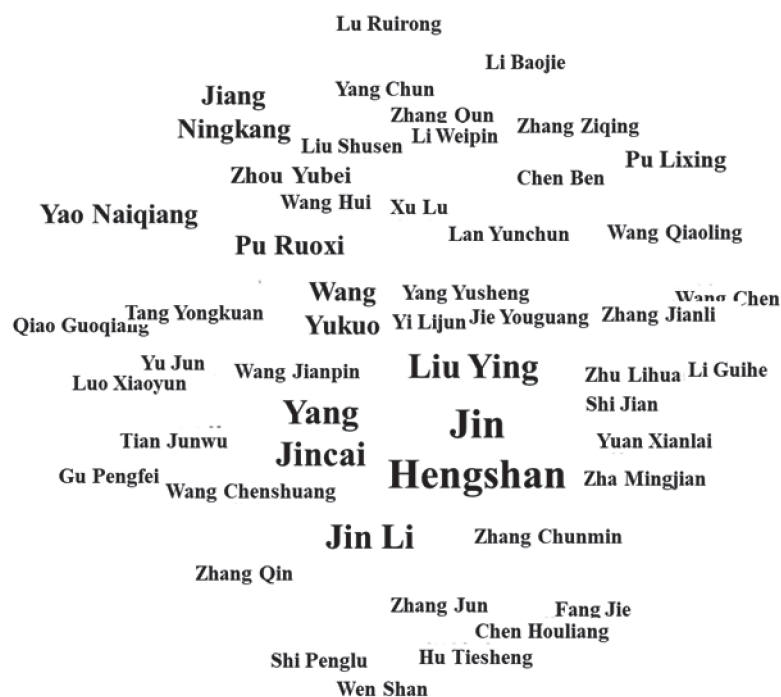 Lu Ruirong
Li Baojie
Yang Chun
Jiang
Ningkang
Zhang Qun
Li Weipin
Zhang Ziqing
Liu Shusen
Pu Lixing
Zhou Yubei
Chen Ben
Wang Hui
Xu Lu
Yao Naiqiang
Lan Yunchun
Wang Qiaoling
Pu Ruoxi
Wang
Yukuo
Yang Yusheng
Wang Chen
Qiao Guoqiang
Tang Yongkuan
Yi Lijun
Jie Youguang
Zhang Jianli
Yu Jun
Luo Xiaoyun
Wang Jianpin
Liu Ying
Zhu Lihua
Li Guihe
Shi Jian
Yang
Jincai
Jin
Hengshan
Tian Junwu
Yuan Xianlai
Gu Pengfei
Wang Chenshuang
Zha Mingjian
Jin Li
Zhang Chunmin
Zhang Qin
Zhang Jun
Fang Jie
Chen Houliang
Shi Penglu
Hu Tiesheng
Wen Shan